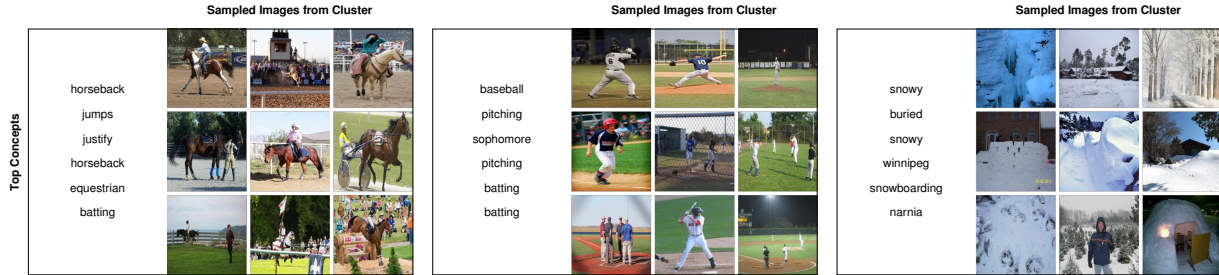 Sampled Images from Cluster
Top Concepts
horseback
jumps
justify
horseback
equestrian
batting
Sampled Images from Cluster
baseball
pitching
sophomore
pitching
batting
batting
10
Sampled Images from Cluster
snowy
buried
snowy
winnipeg
snowboarding
narnia